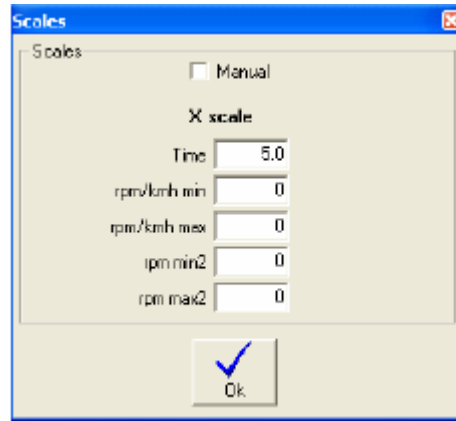 Scales
Scales
Manual
X scale
Time 5.0
rpm/kmh min 0
rpm/kmh max 0
rpm min2 0
rpm max2 0
Ok